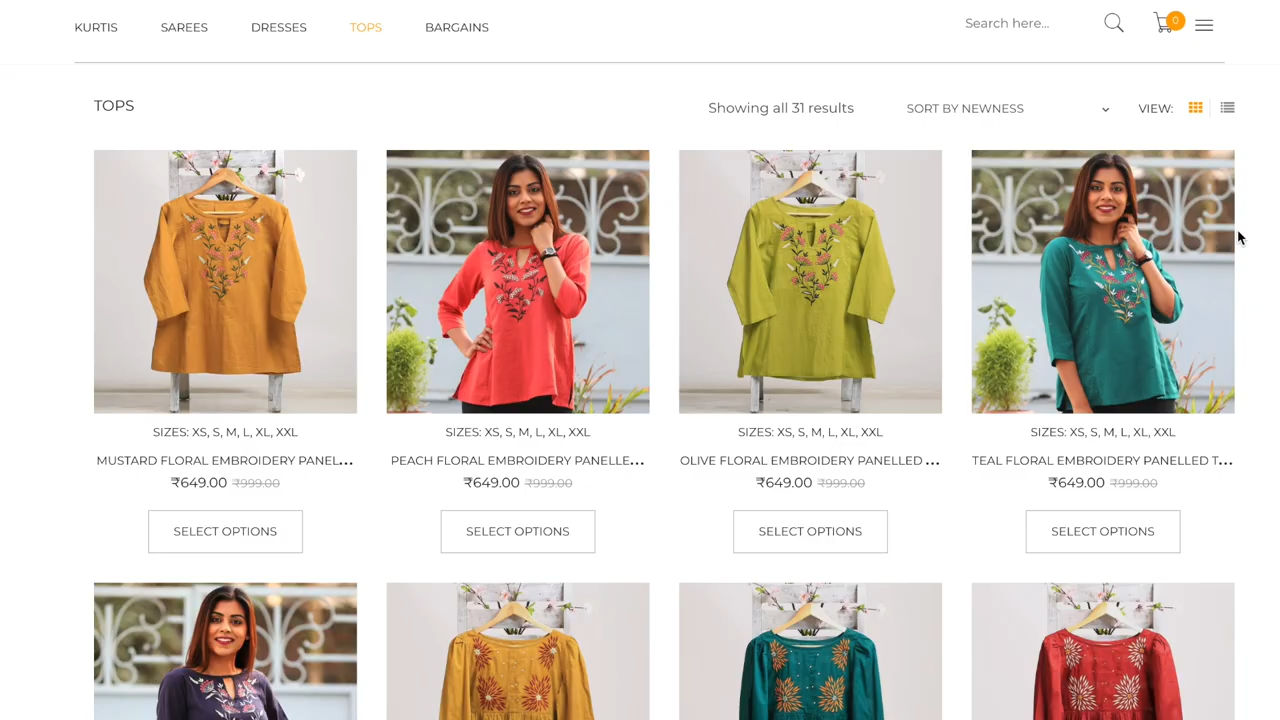 KURTIS SAREES DRESSES TOPS BARGAINS Search here... 0
TOPS Showing all 31 results SORT BY NEWNESS VIEW:
SIZES: XS, S, M, L, XL, XXL SIZES: XS, S, M, L, XL, XXL SIZES: XS, S, M, L, XL, XXL SIZES: XS, S, M, L, XL, XXL
MUSTARD FLORAL EMBROIDERY PANEL... PEACH FLORAL EMBROIDERY PANELLE... OLIVE FLORAL EMBROIDERY PANELLED ... TEAL FLORAL EMBROIDERY PANELLED T...
₹649.00 ₹999.00 ₹649.00 ₹999.00 ₹649.00 ₹999.00 ₹649.00 ₹999.00
SELECT OPTIONS SELECT OPTIONS SELECT OPTIONS SELECT OPTIONS